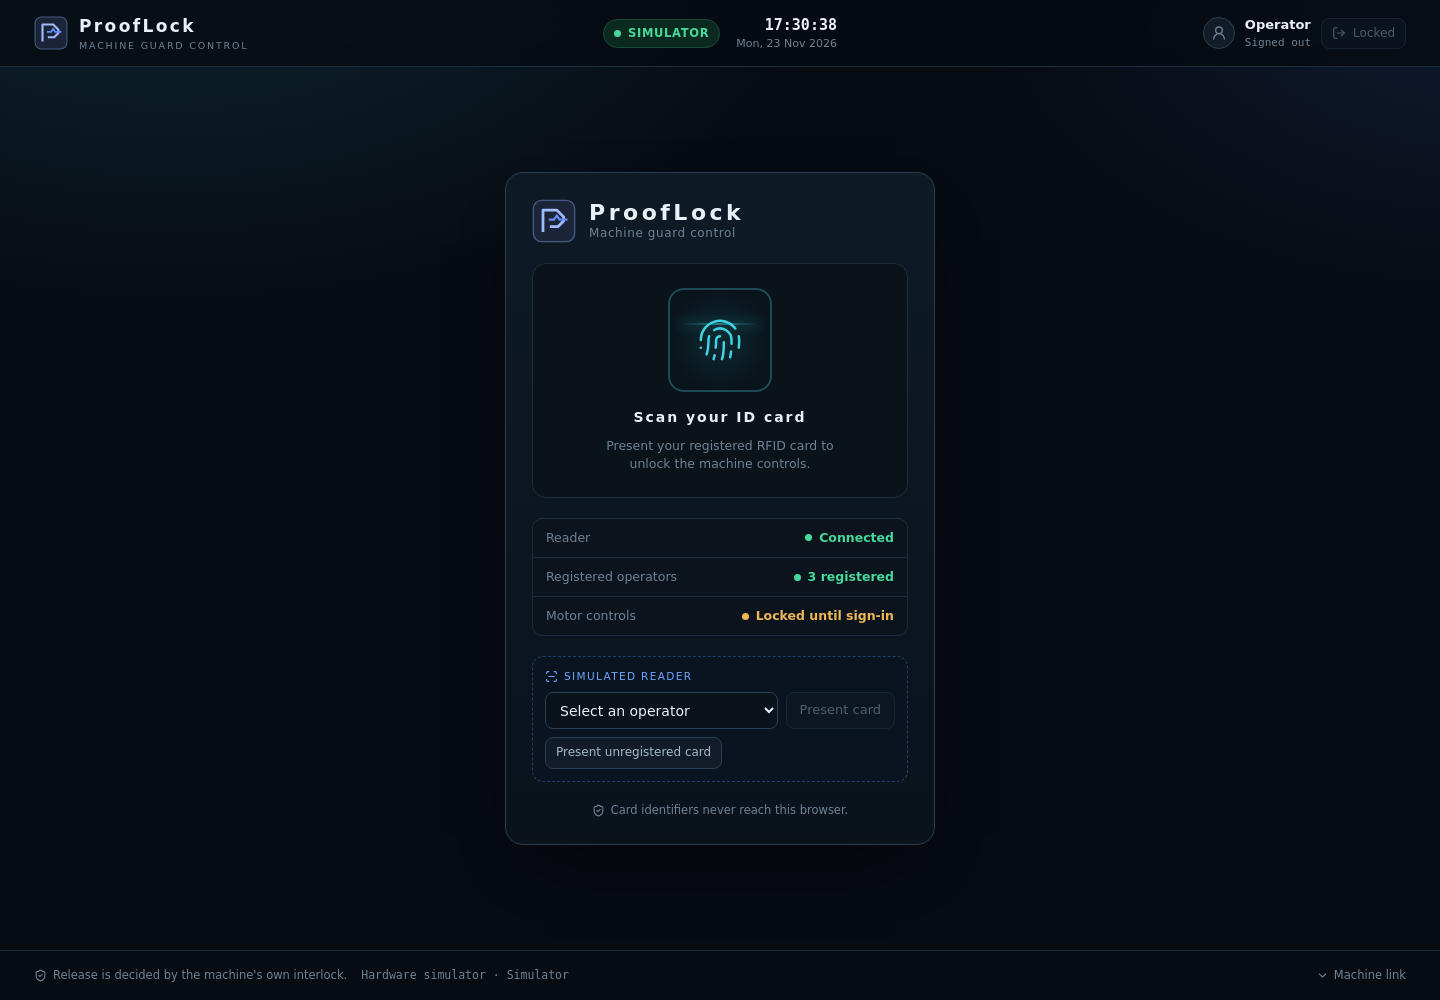 ProofLock
MACHINE GUARD CONTROL
SIMULATOR
17:30:38
Mon, 23 Nov 2026
Operator
Signed out
Locked
ProofLock
Machine guard control
Scan your ID card
Present your registered RFID card to
unlock the machine controls.
Reader
Connected
Registered operators
3 registered
Motor controls
Locked until sign-in
SIMULATED READER
Select an operator
Present card
Present unregistered card
Card identifiers never reach this browser.
Release is decided by the machine's own interlock.
Hardware simulator · Simulator
Machine link